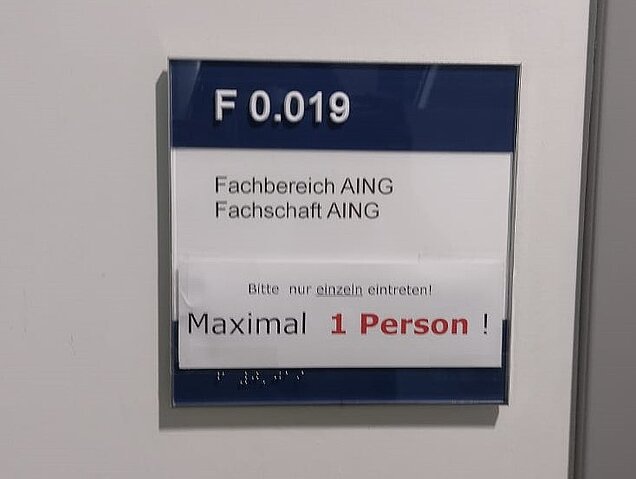 F 0.019
Fachbereich AING
Fachschaft AING
Bitte nur einzeln eintreten!
Maximal 1 Person !